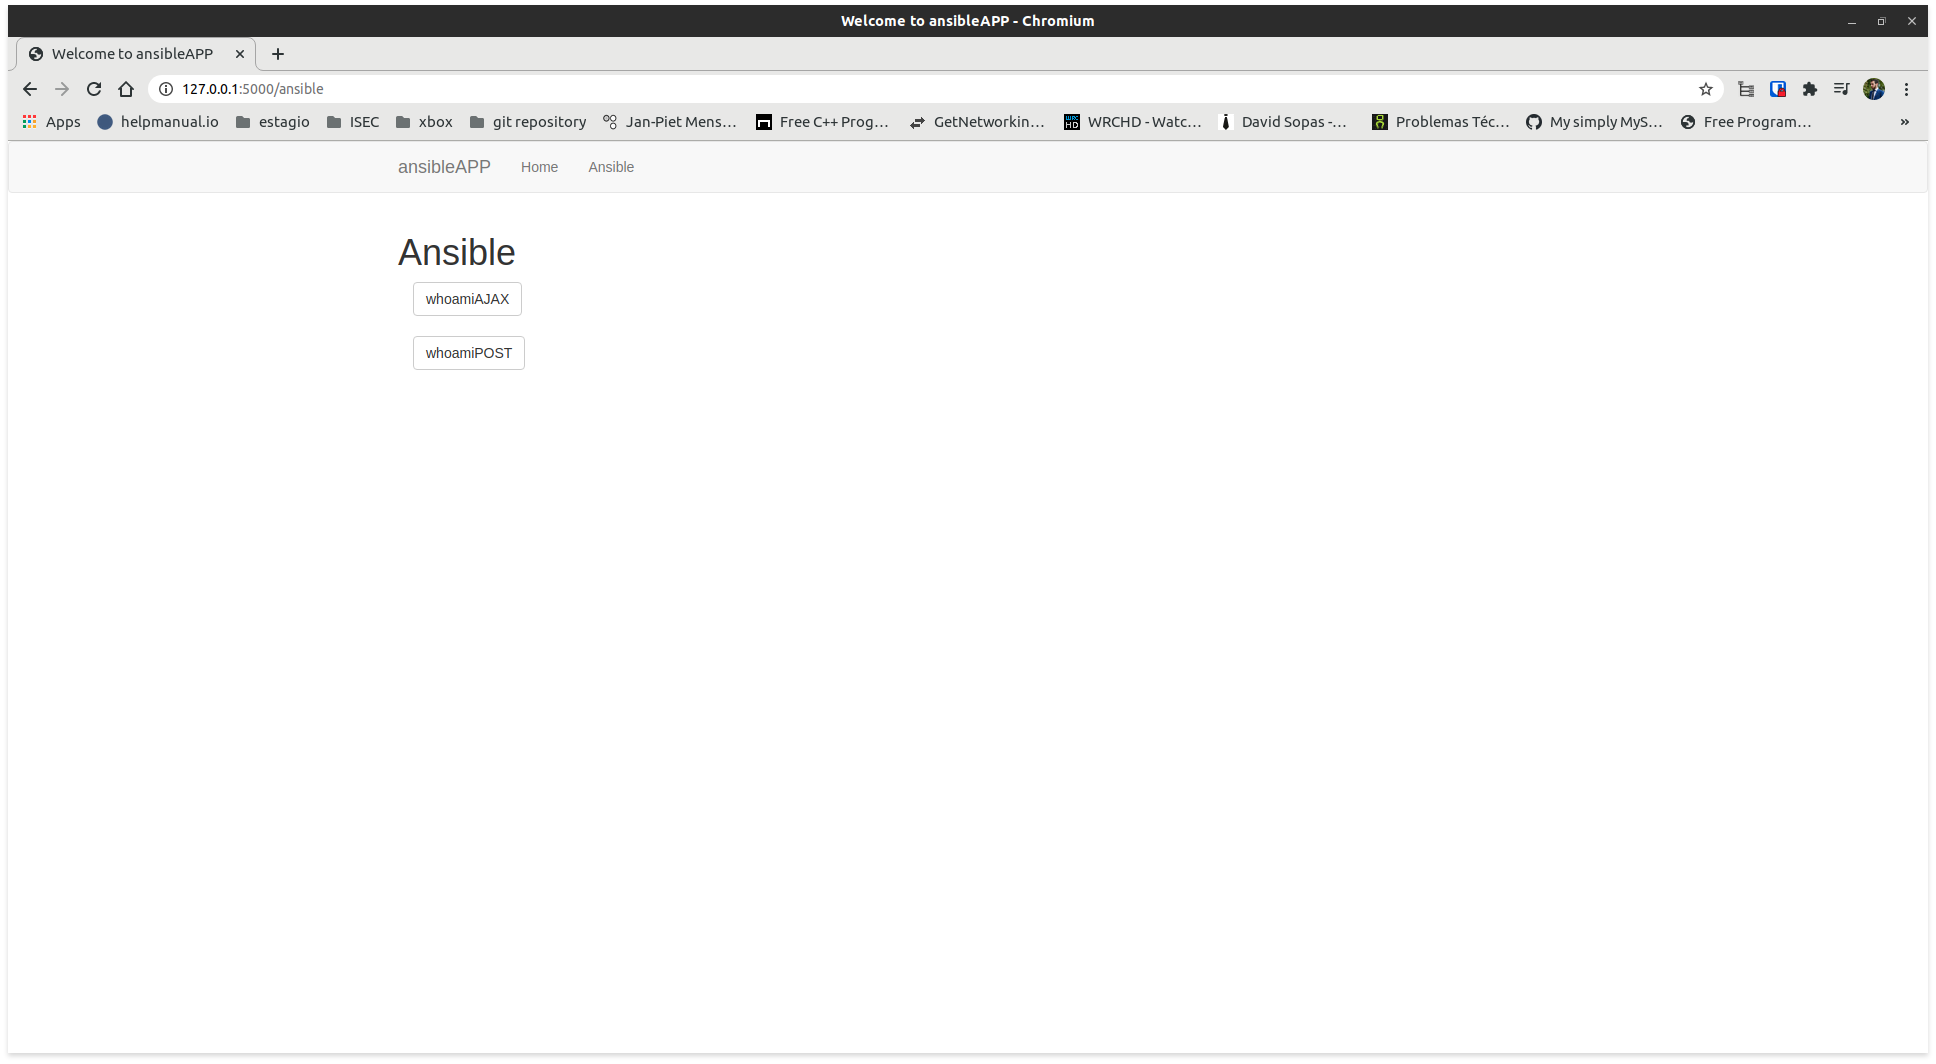 Welcome to ansibleAPP - Chromium
Welcome to ansibleAPP
127.0.0.1:5000/ansible
Apps helpmanual.io estagio ISEC xbox git repository Jan-Piet Mens… Free C++ Prog… GetNetworkin… WRCHD - Watc… David Sopas -… Problemas Téc… My simply MyS… Free Program… »
ansibleAPP Home Ansible
Ansible
whoamiAJAX
whoamiPOST